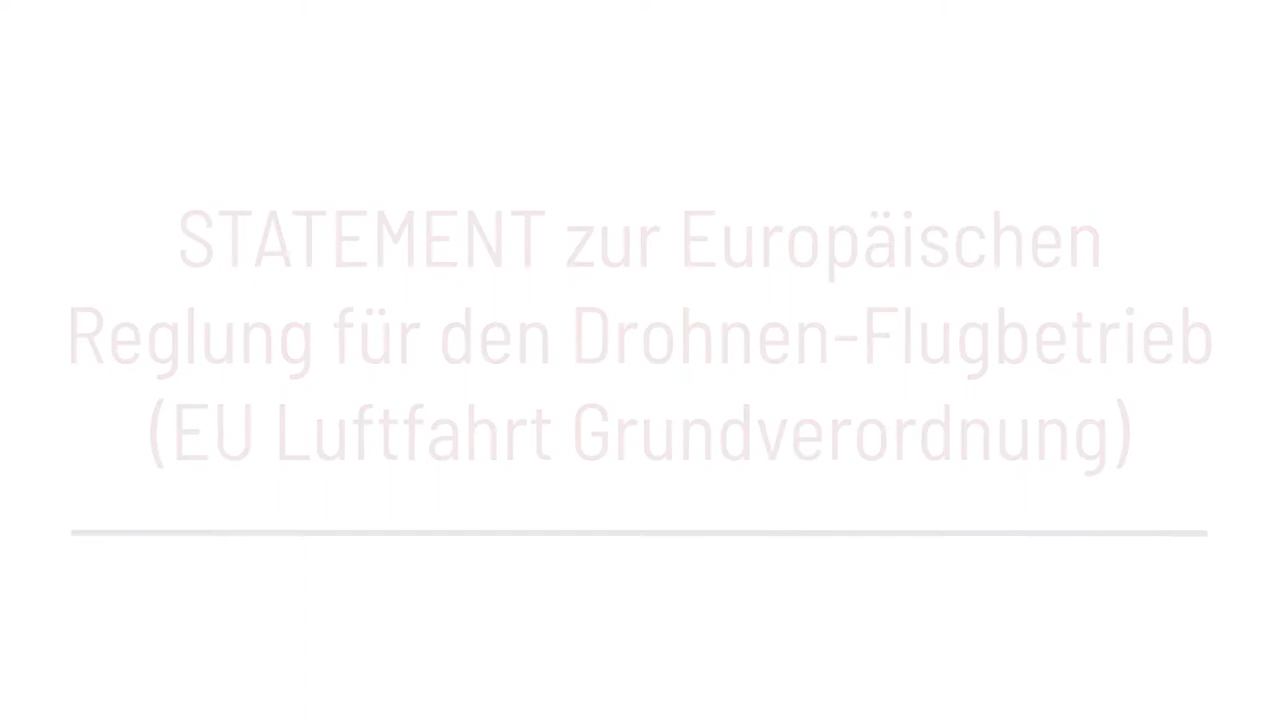 STATEMENT zur Europäischen
Reglung für den Drohnen-Flugbetrieb
(EU Luftfahrt Grundverordnung)